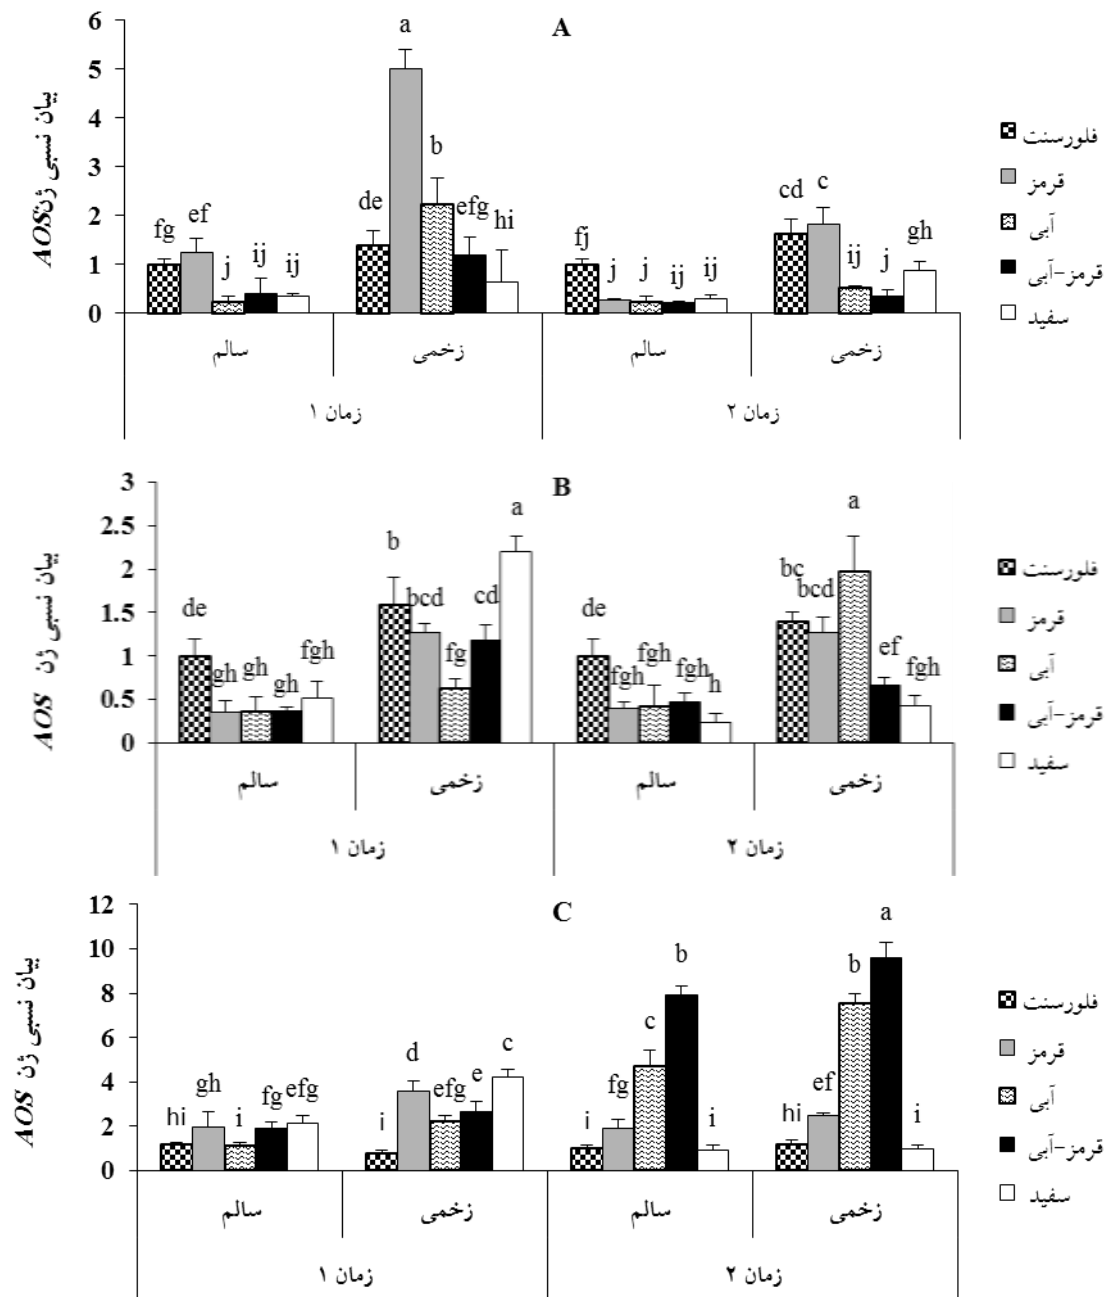 A
بیان نسبی ژن AOS
6
5
4
3
2
1
0
fg
ef
j
ij
ij
de
a
b
efg
hi
fj
j
j
ij
ij
cd
c
ij
j
gh
سالم
زخمی
سالم
زخمی
زمان ۱
زمان ۲
فلورسنت
قرمز
آبی
قرمز-آبی
سفید
B
بیان نسبی ژن AOS
3
2.5
2
1.5
1
0.5
0
de
gh
gh
gh
fgh
b
bcd
fg
cd
a
de
fgh
fgh
fgh
h
bc
bcd
a
ef
fgh
سالم
زخمی
سالم
زخمی
زمان ۱
زمان ۲
فلورسنت
قرمز
آبی
قرمز-آبی
سفید
C
بیان نسبی ژن AOS
12
10
8
6
4
2
0
hi
gh
i
fg
efg
i
d
efg
e
c
i
fg
c
b
i
hi
ef
b
a
i
سالم
زخمی
سالم
زخمی
زمان ۱
زمان ۲
فلورسنت
قرمز
آبی
قرمز-آبی
سفید